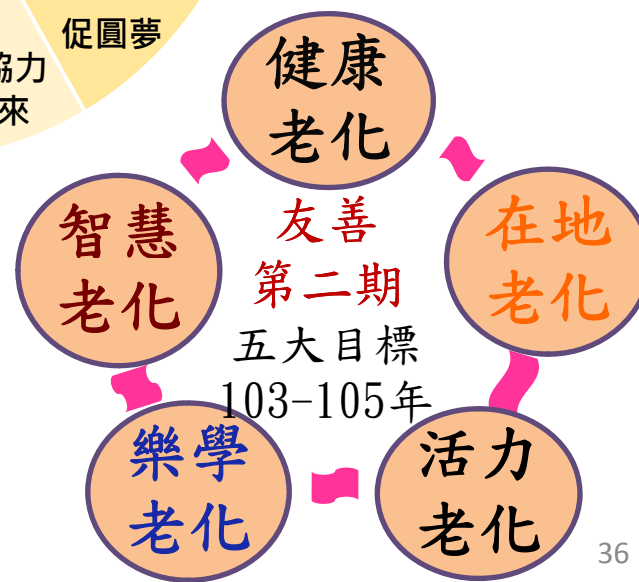 促圓夢
協力
來
健康
老化
智慧
老化
友善
第二期
五大目標
103-105年
在地
老化
樂學
老化
活力
老化
36